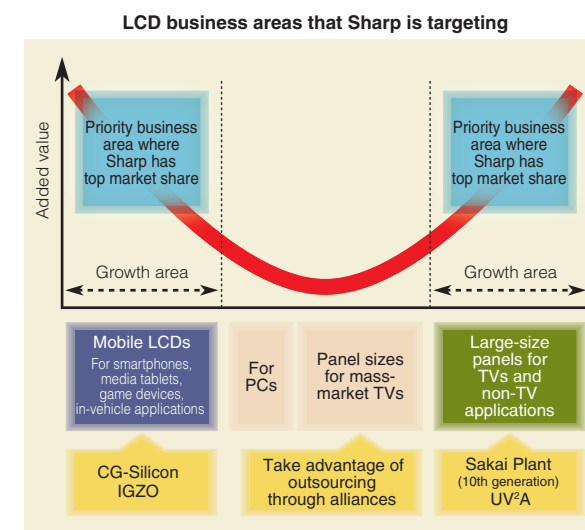 LCD business areas that Sharp is targeting
Added value
Priority business
area where
Sharp has
top market share
Priority business
area where
Sharp has
top market share
Growth area
Growth area
Mobile LCDs
For smartphones,
media tablets,
game devices,
in-vehicle applications
For
PCs
Panel sizes
for mass-
market TVs
Large-size
panels for
TVs and
non-TV
applications
CG-Silicon
IGZO
Take advantage of
outsourcing
through alliances
Sakai Plant
(10th generation)
UV²A